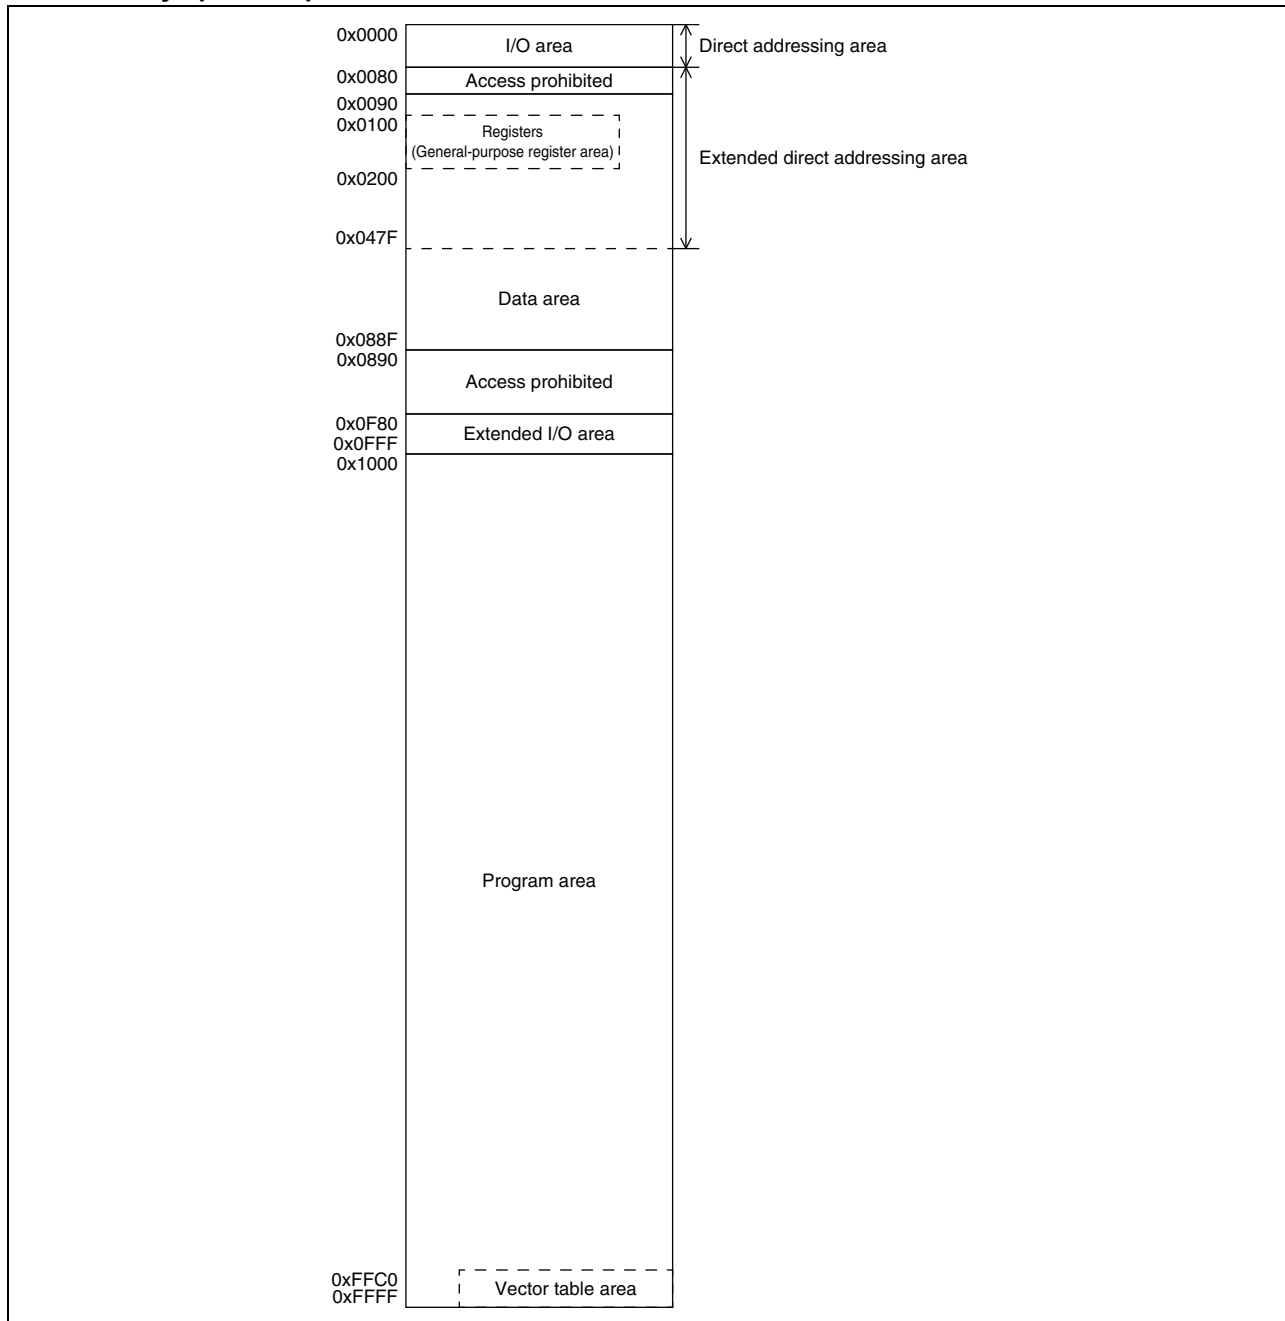 0x0000
I/O area
Direct addressing area
0x0080
Access prohibited
0x0090
0x0100
Registers
(General-purpose register area)
Extended direct addressing area
0x0200
0x047F
Data area
0x088F
0x0890
Access prohibited
0x0F80
Extended I/O area
0x0FFF
0x1000
Program area
0xFFC0
Vector table area
0xFFFF